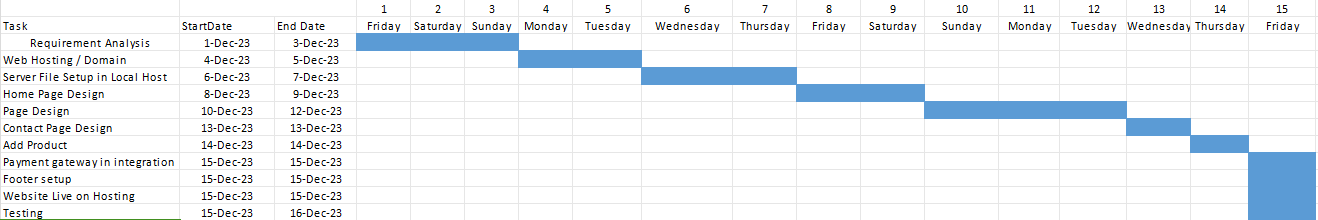 1 2 3 4 5 6 7 8 9 10 11 12 13 14 15
Task StartDate End Date Friday Saturday Sunday Monday Tuesday Wednesday Thursday Friday Saturday Sunday Monday Tuesday Wednesday Thursday Friday
Requirement Analysis 1-Dec-23 3-Dec-23
Web Hosting / Domain 4-Dec-23 5-Dec-23
Server File Setup in Local Host 6-Dec-23 7-Dec-23
Home Page Design 8-Dec-23 9-Dec-23
Page Design 10-Dec-23 12-Dec-23
Contact Page Design 13-Dec-23 13-Dec-23
Add Product 14-Dec-23 14-Dec-23
Payment gateway in integration 15-Dec-23 15-Dec-23
Footer setup 15-Dec-23 15-Dec-23
Website Live on Hosting 15-Dec-23 15-Dec-23
Testing 15-Dec-23 16-Dec-23